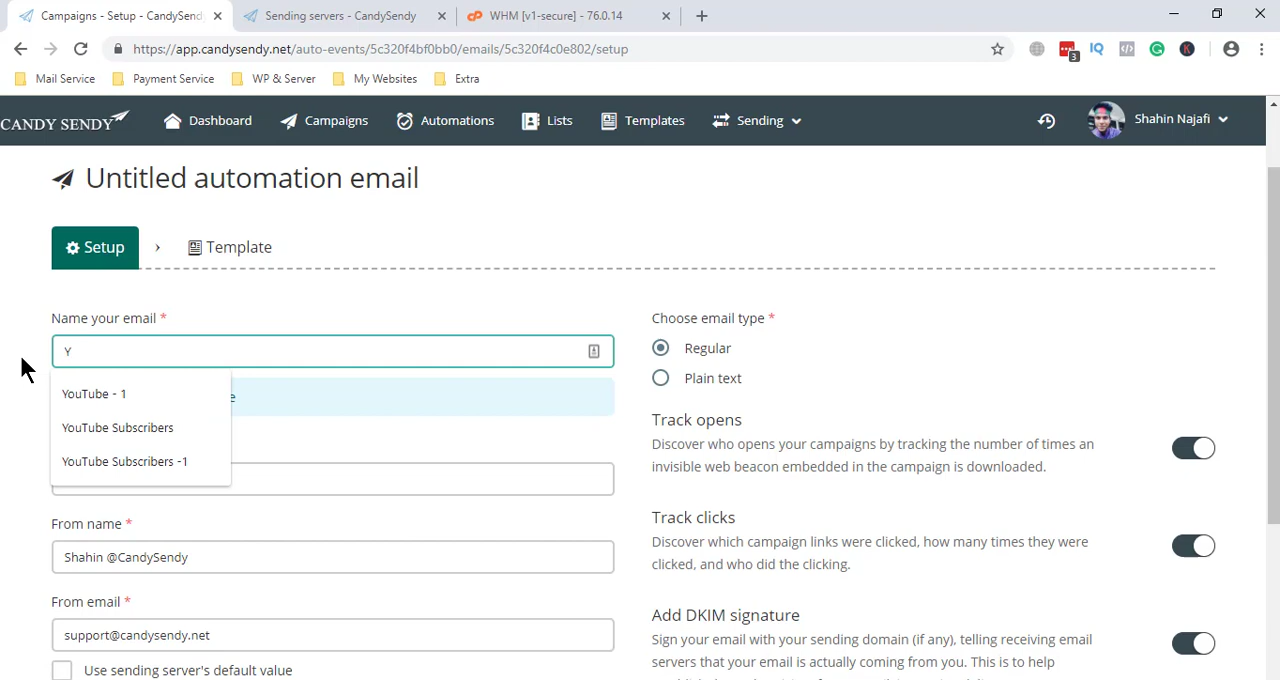 Campaigns - Setup - CandySend
Sending servers - CandySendy
WHM [v1-secure] - 76.0.14
https://app.candysendy.net/auto-events/5c320f4bf0bb0/emails/5c320f4c0e802/setup
3
IQ
K
Mail Service
Payment Service
WP & Server
My Websites
Extra
CANDY SENDY
Dashboard
Campaigns
Automations
Lists
Templates
Sending
Shahin Najafi
Untitled automation email
Setup
Template
Name your email *
Y
YouTube - 1
YouTube Subscribers
YouTube Subscribers -1
e
From name *
Shahin @CandySendy
From email *
support@candysendy.net
Use sending server's default value
Choose email type *
Regular
Plain text
Track opens
Discover who opens your campaigns by tracking the number of times an
invisible web beacon embedded in the campaign is downloaded.
Track clicks
Discover which campaign links were clicked, how many times they were
clicked, and who did the clicking.
Add DKIM signature
Sign your email with your sending domain (if any), telling receiving email
servers that your email is actually coming from you. This is to help